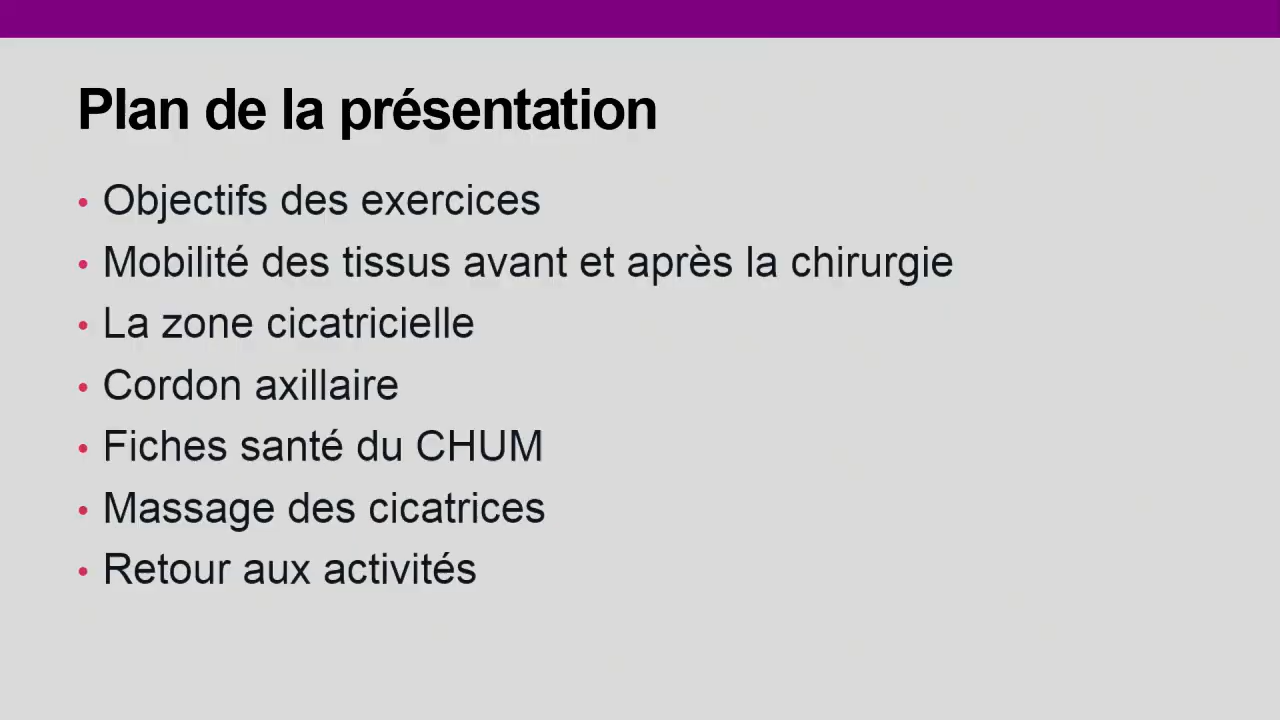 Plan de la présentation
• Objectifs des exercices
• Mobilité des tissus avant et après la chirurgie
• La zone cicatricielle
• Cordon axillaire
• Fiches santé du CHUM
• Massage des cicatrices
• Retour aux activités